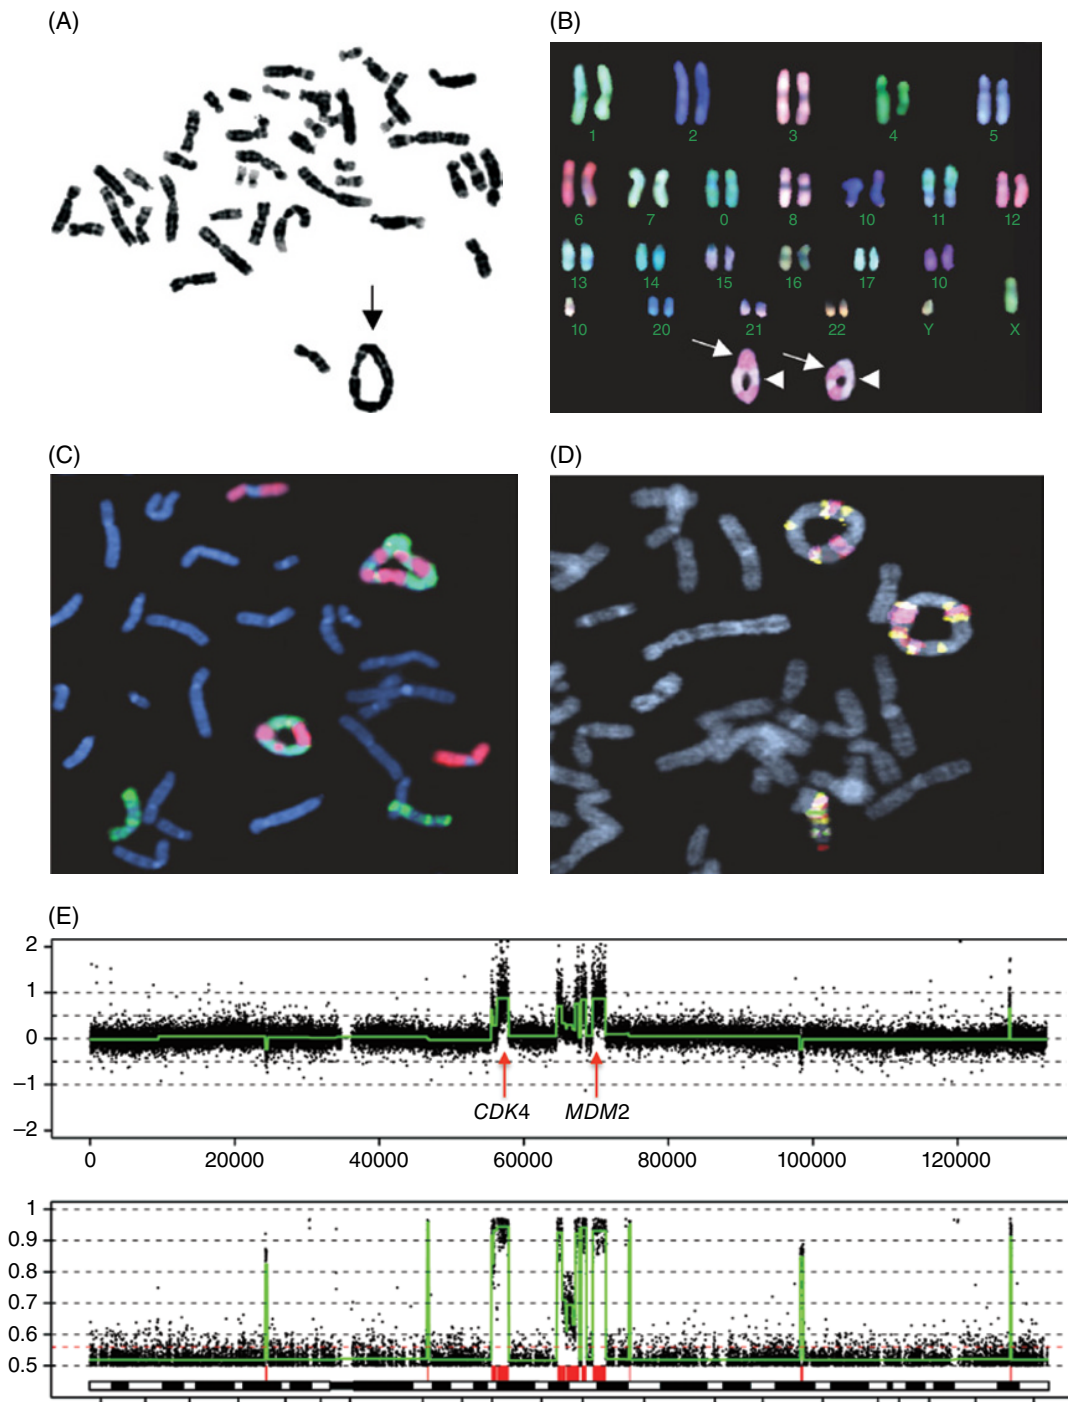 (A)
(B)
1 2 3 4 5
6 7 0 8 10 11 12
13 14 15 16 17 10
10 20 21 22 Y X
(C)
(D)
(E)
2
1
0
–1
–2
CDK4 MDM2
0 20000 40000 60000 80000 100000 120000
1
0.9
0.8
0.7
0.6
0.5